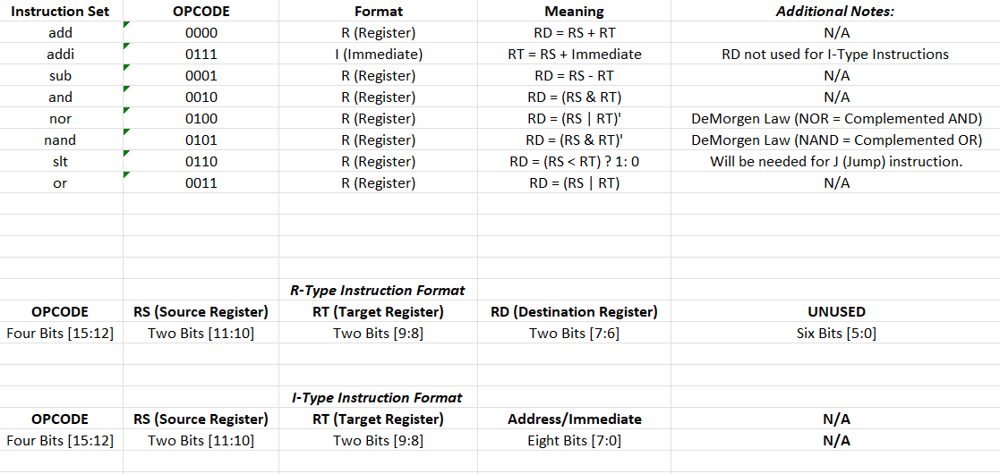 Instruction Set OPCODE Format Meaning Additional Notes:
add 0000 R (Register) RD = RS + RT N/A
addi 0111 I (Immediate) RT = RS + Immediate RD not used for I-Type Instructions
sub 0001 R (Register) RD = RS - RT N/A
and 0010 R (Register) RD = (RS & RT) N/A
nor 0100 R (Register) RD = (RS | RT)' DeMorgen Law (NOR = Complemented AND)
nand 0101 R (Register) RD = (RS & RT)' DeMorgen Law (NAND = Complemented OR)
slt 0110 R (Register) RD = (RS < RT) ? 1: 0 Will be needed for J (Jump) instruction.
or 0011 R (Register) RD = (RS | RT) N/A
R-Type Instruction Format
OPCODE RS (Source Register) RT (Target Register) RD (Destination Register) UNUSED
Four Bits [15:12] Two Bits [11:10] Two Bits [9:8] Two Bits [7:6] Six Bits [5:0]
I-Type Instruction Format
OPCODE RS (Source Register) RT (Target Register) Address/Immediate N/A
Four Bits [15:12] Two Bits [11:10] Two Bits [9:8] Eight Bits [7:0] N/A